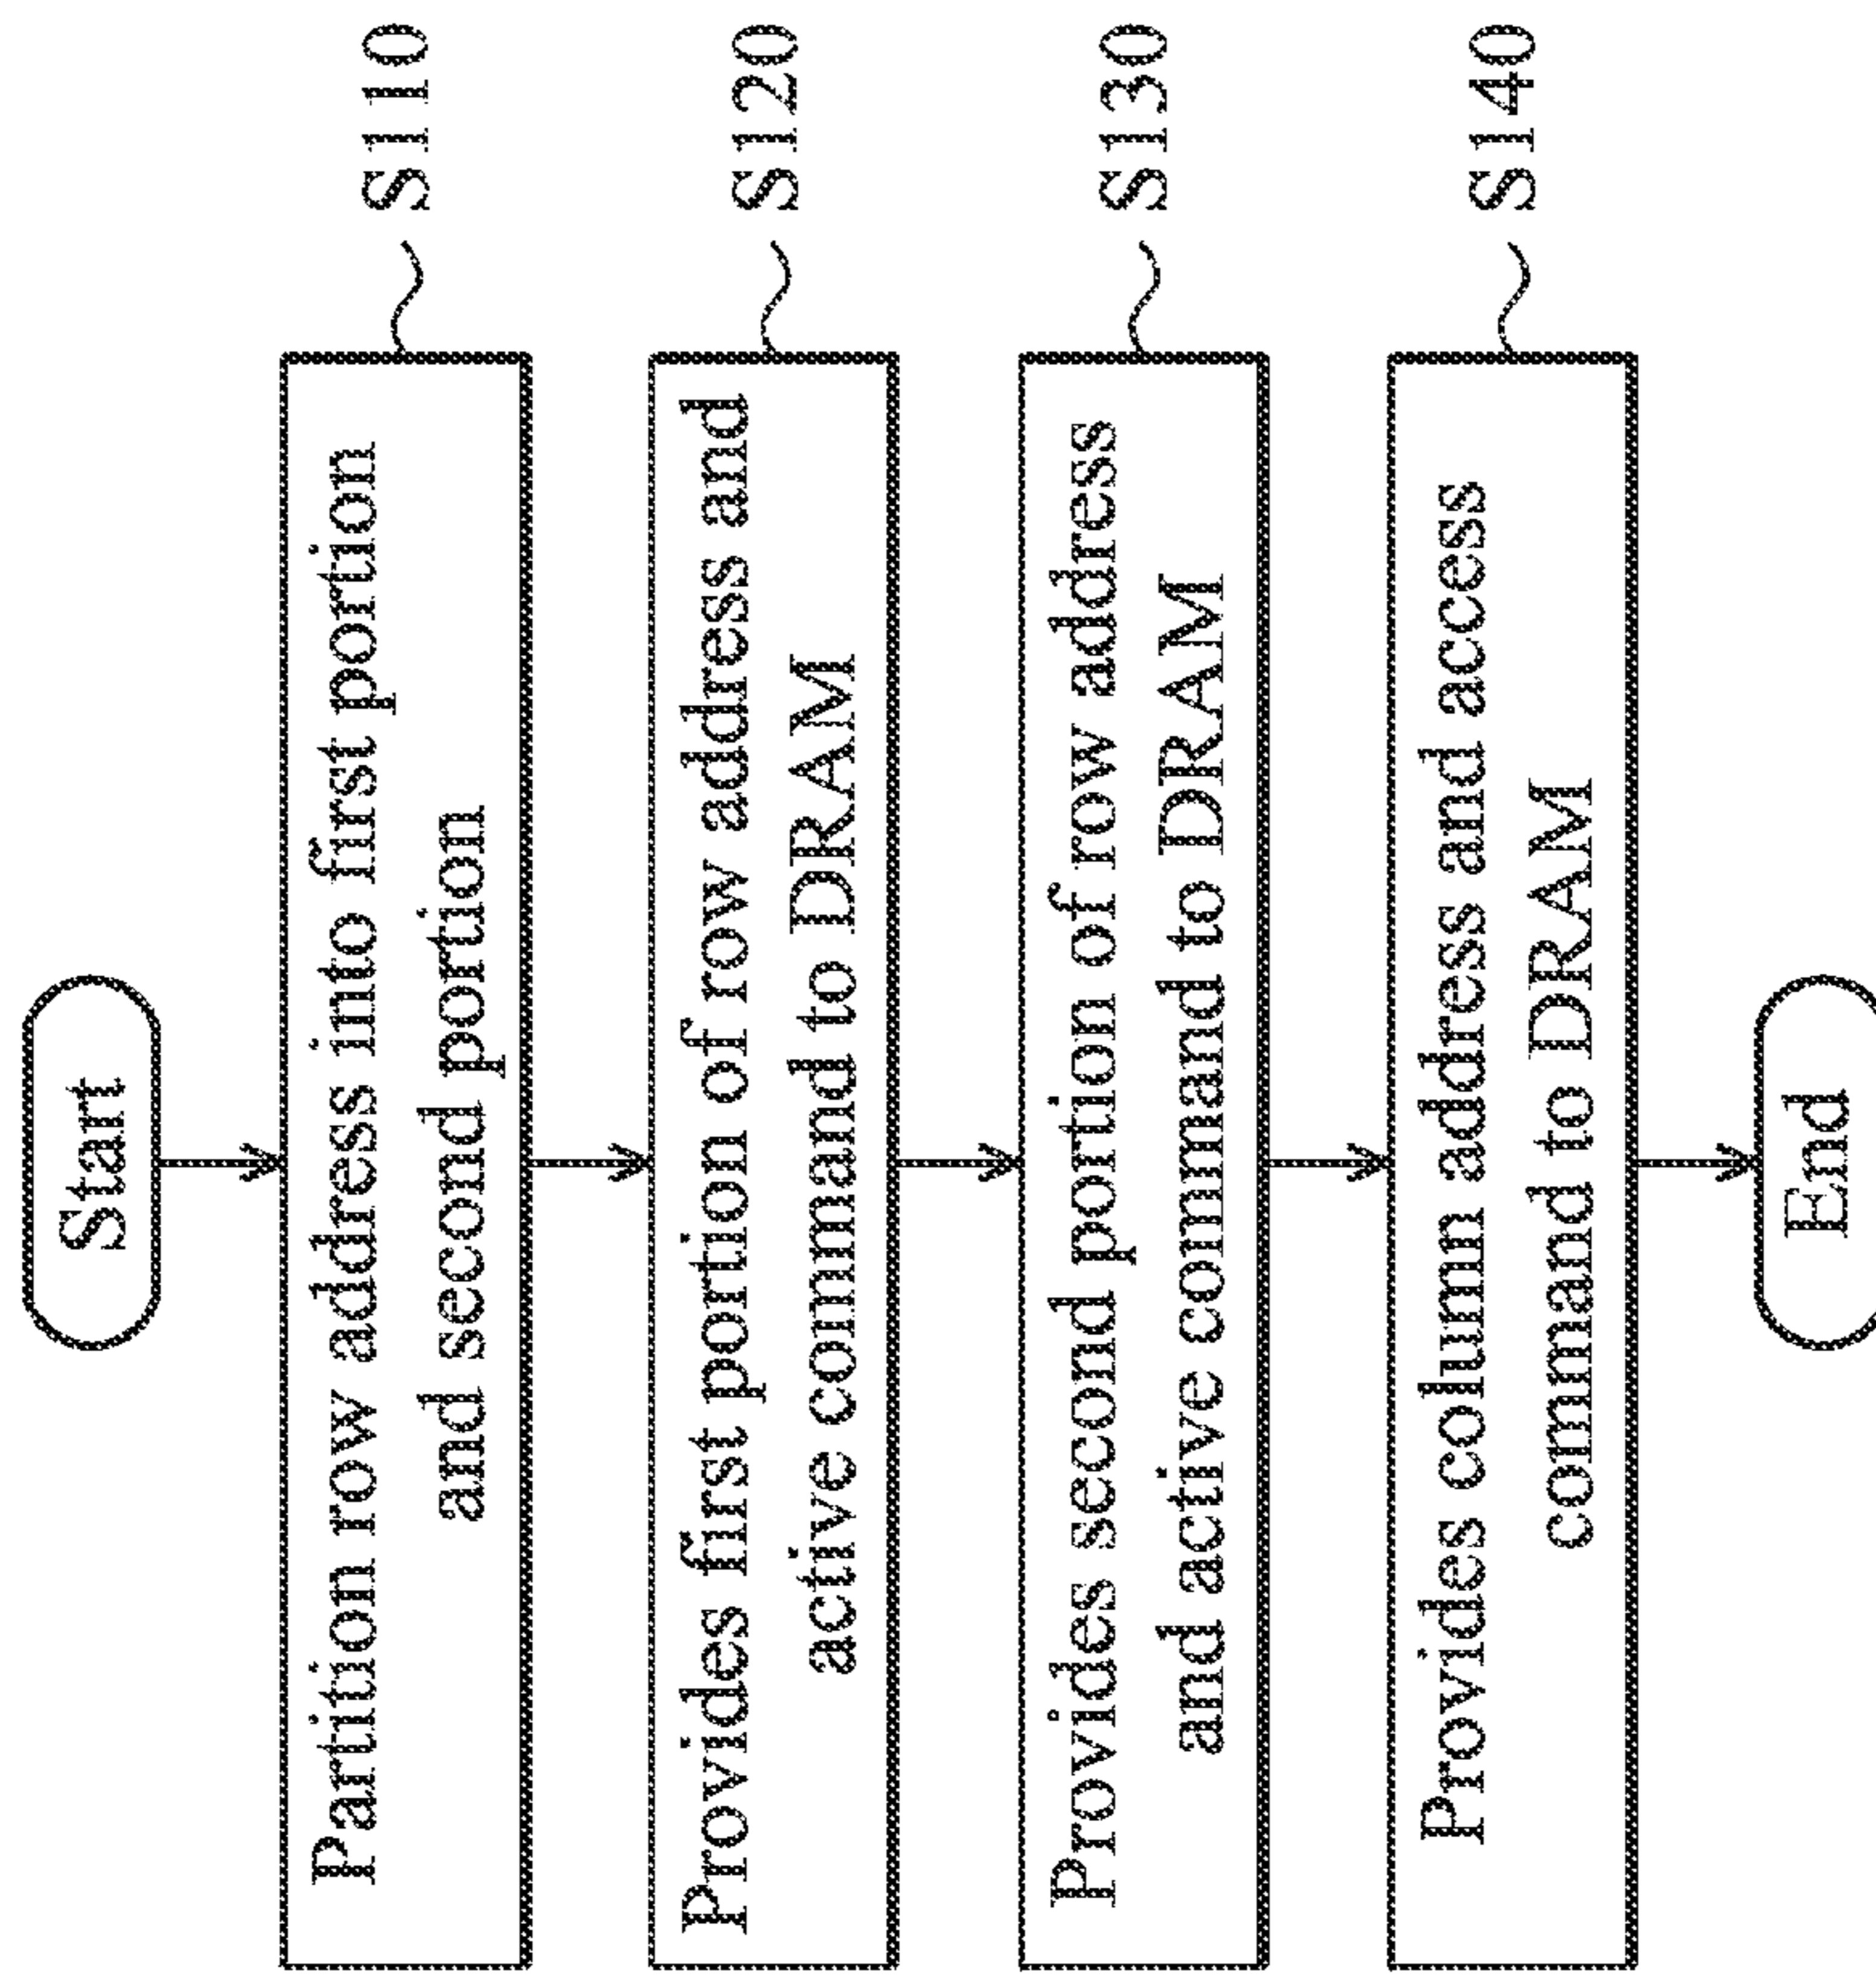 Start
Partition row address into first portion
and second portion
S110
Provides first portion of row address and
active command to DRAM
S120
Provides second portion of row address
and active command to DRAM
S130
Provides column address and access
command to DRAM
S140
End